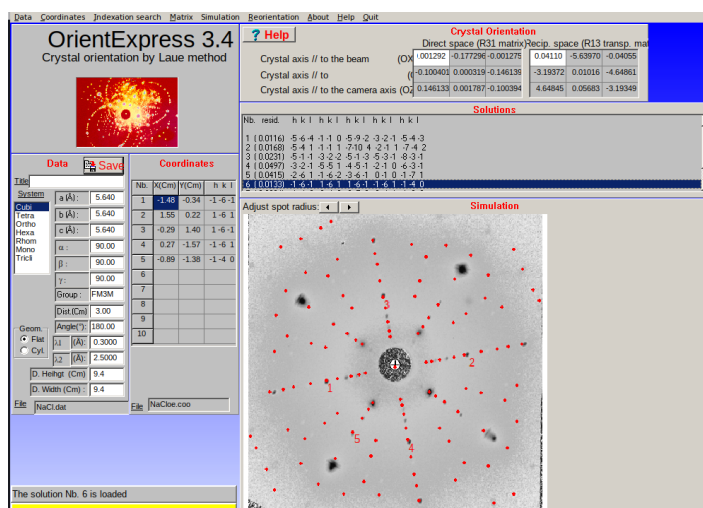 Data Coordinates Indexation search Matrix Simulation Reorientation About Help Quit
OrientExpress 3.4
Crystal orientation by Laue method
? Help
Crystal Orientation
Direct space (R31 matrix) Recip. space (R13 transp. mat
Crystal axis // to the beam (OX .001292 -0.177296 -0.001275 0.04110 -5.63970 -0.04055
Crystal axis // to ( -0.100401 0.000319 -0.146139 -3.19372 0.01016 -4.64861
Crystal axis // to the camera axis (OZ 0.146133 0.001787 -0.100394 4.64845 0.05683 -3.19349
Solutions
Nb. resid. h k l h k l h k l h k l h k l
1 (0.0116) -5-6 4 -1-1 0 -5-9-2 -3-2-1 -5-4-3
2 (0.0168) -5-4 1 -1-1 1 -7-10 4 -2-1 1 -7-4 2
3 (0.0231) -5-1-1 -3-2-2 -5-1-3 -5-3-1 -8-3-1
4 (0.0497) -3-2-1 -5-5 1 -4-5-1 -2-1 0 -6-3-1
5 (0.0415) -2-6 1 -1-6-2 -3-6-1 0-1 0 -1-7 1
6 (0.0133) -1-6-1 1-6 1 1-6-1 -1-6 1 -1-4 0
Data
Save
Title
System
Cubi
Tetra
Ortho
Hexa
Rhom
Mono
Tricli
a (Å) : 5.640
b (Å) : 5.640
c (Å) : 5.640
α : 90.00
β : 90.00
γ : 90.00
Group : FM3M
Dist.(Cm) 3.00
Angle(°): 180.00
Geom.
Flat
Cyl.
λ1 (Å): 0.3000
λ2 (Å): 2.5000
D. Heihgt (Cm) 9.4
D. Width (Cm) : 9.4
File NaCl.dat
Coordinates
Nb. X(Cm) Y(Cm) h k l
1 -1.48 -0.34 -1 -6 -1
2 1.55 0.22 1 -6 1
3 -0.29 1.40 1 -6 -1
4 0.27 -1.57 -1 -6 1
5 -0.89 -1.38 -1 -4 0
6
7
8
9
10
File NaCloe.coo
Adjust spot radius:
Simulation
3
2
1
5
4
The solution Nb. 6 is loaded